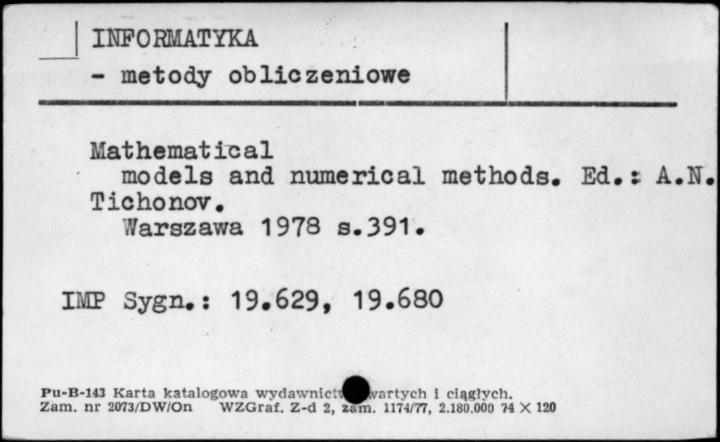 INFORMATYKA
- metody obliczeniowe
Mathematical
models and numerical methods. Ed.: A.N.
Tichonov.
Warszawa 1978 s.391.
IMP Sygn.: 19.629, 19.680
Pu-B-143 Karta katalogowa i ciągłych.
Zam. nr 2073/DW/On WZGraf. Z-d 2, zam. 1174/77, 2.180.000 74 X 120